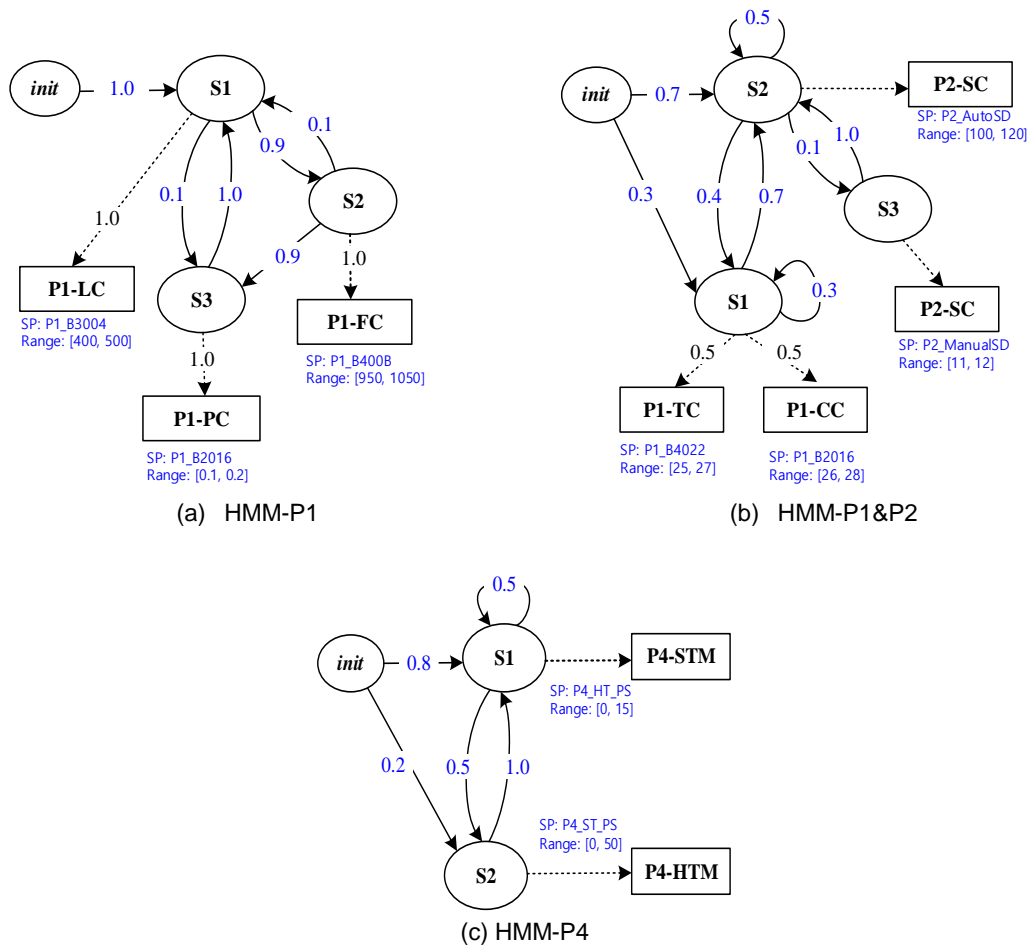 init
1.0
S1
0.1
0.9
S2
0.1
1.0
1.0
0.9
1.0
P1-LC
SP: P1_B3004
Range: [400, 500]
S3
P1-FC
SP: P1_B400B
Range: [950, 1050]
1.0
P1-PC
SP: P1_B2016
Range: [0.1, 0.2]
(a) HMM-P1
0.5
init
0.7
S2
P2-SC
SP: P2_AutoSD
Range: [100, 120]
0.1
1.0
0.3
0.4
0.7
S3
S1
0.3
P2-SC
SP: P2_ManualSD
Range: [11, 12]
0.5
0.5
P1-TC
P1-CC
SP: P1_B4022
Range: [25, 27]
SP: P1_B2016
Range: [26, 28]
(b) HMM-P1&P2
0.5
init
0.8
S1
P4-STM
SP: P4_HT_PS
Range: [0, 15]
0.2
0.5
1.0
SP: P4_ST_PS
Range: [0, 50]
S2
P4-HTM
(c) HMM-P4